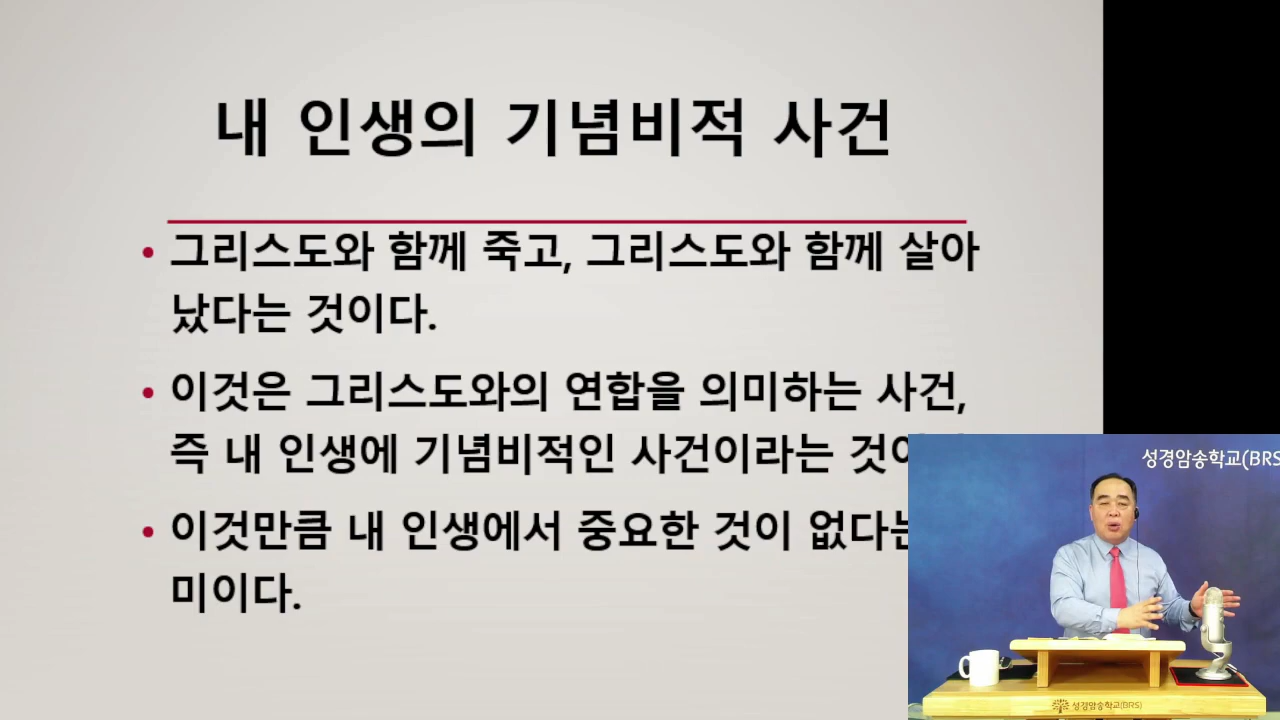 내 인생의 기념비적 사건
• 그리스도와 함께 죽고, 그리스도와 함께 살아
났다는 것이다.
• 이것은 그리스도와의 연합을 의미하는 사건,
즉 내 인생에 기념비적인 사건이라는
• 이것만큼 내 인생에서 중요한 것이 없다는
미이다.
성경암송학교(BRS
성경암송학교(BRS)